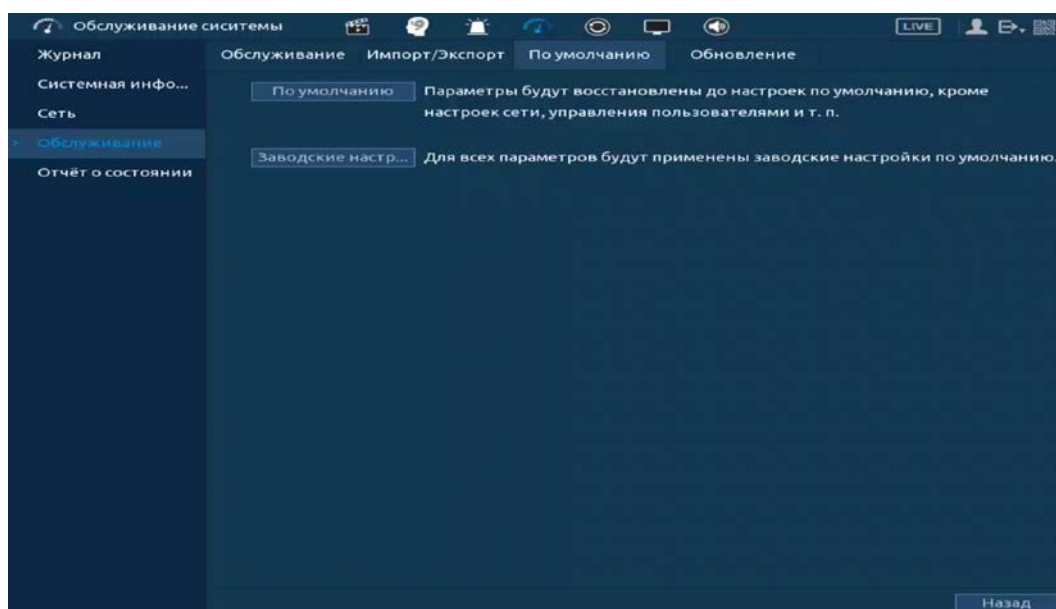 Обслуживание сиситемы
LIVE
Журнал
Обслуживание Импорт/Экспорт По умолчанию Обновление
Системная инфо...
Сеть
Обслуживание
Отчёт о состоянии
По умолчанию
Параметры будут восстановлены до настроек по умолчанию, кроме
настроек сети, управления пользователями и т. п.
Заводские настр...
Для всех параметров будут применены заводские настройки по умолчанию.
Назад